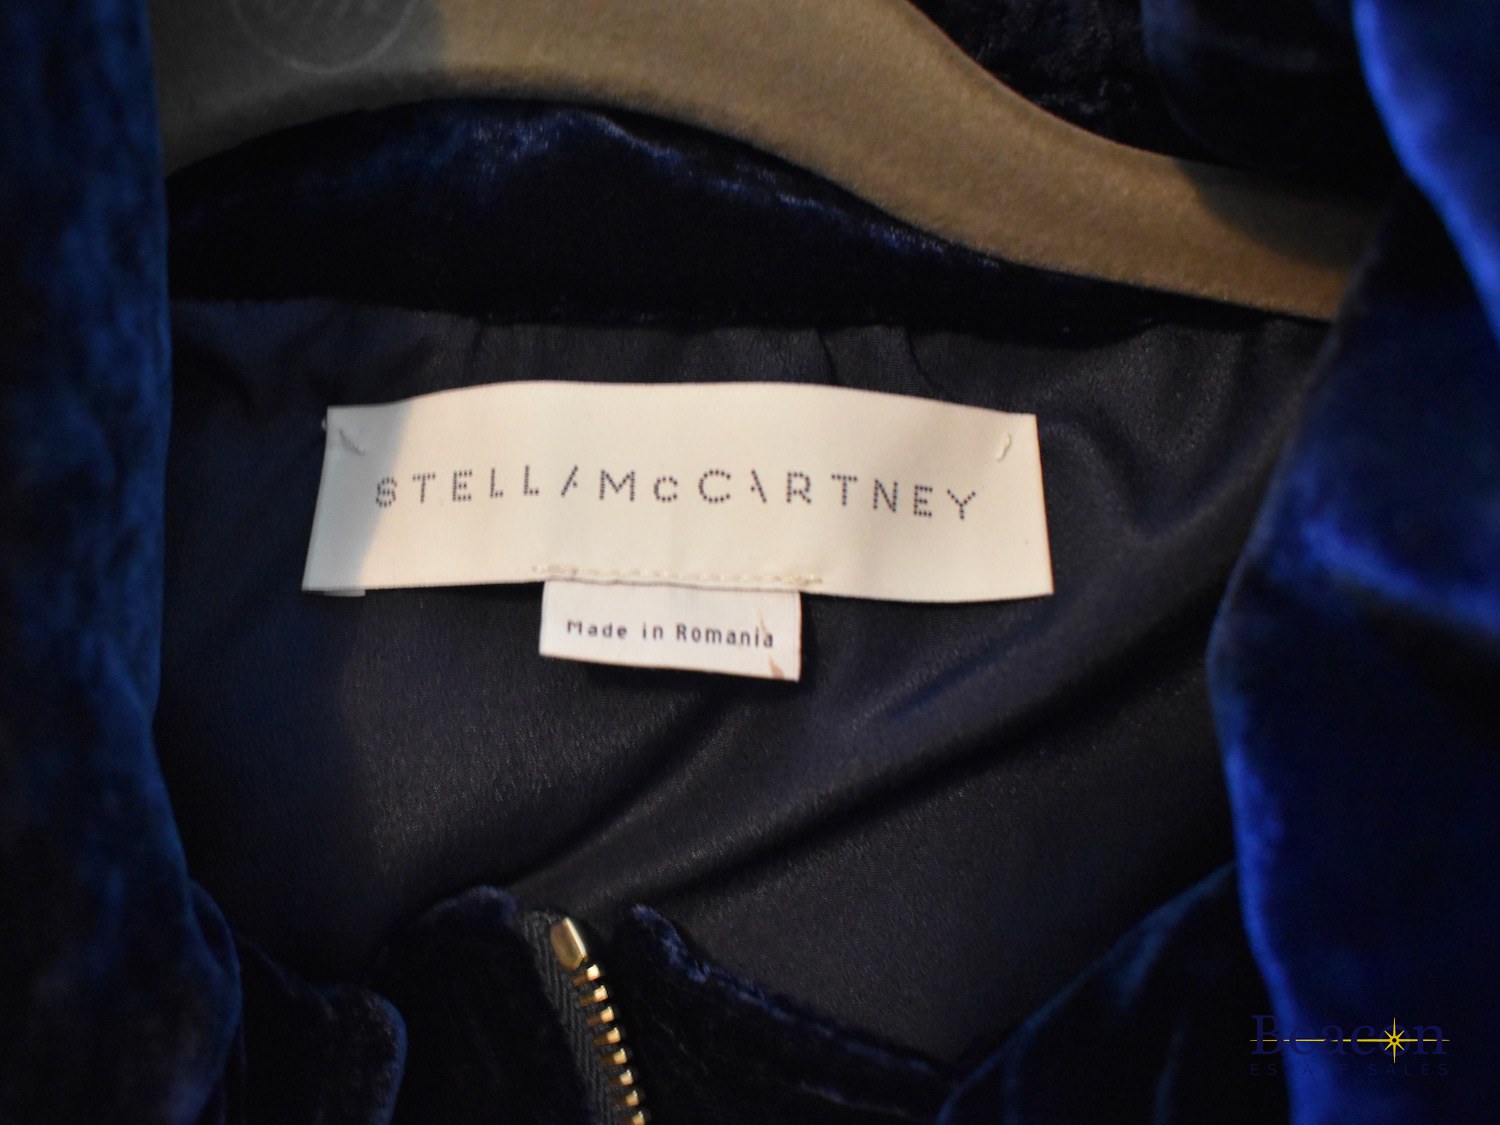 STELLA McCARTNEY
Made in Romania
Beacon
ESTATE SALES